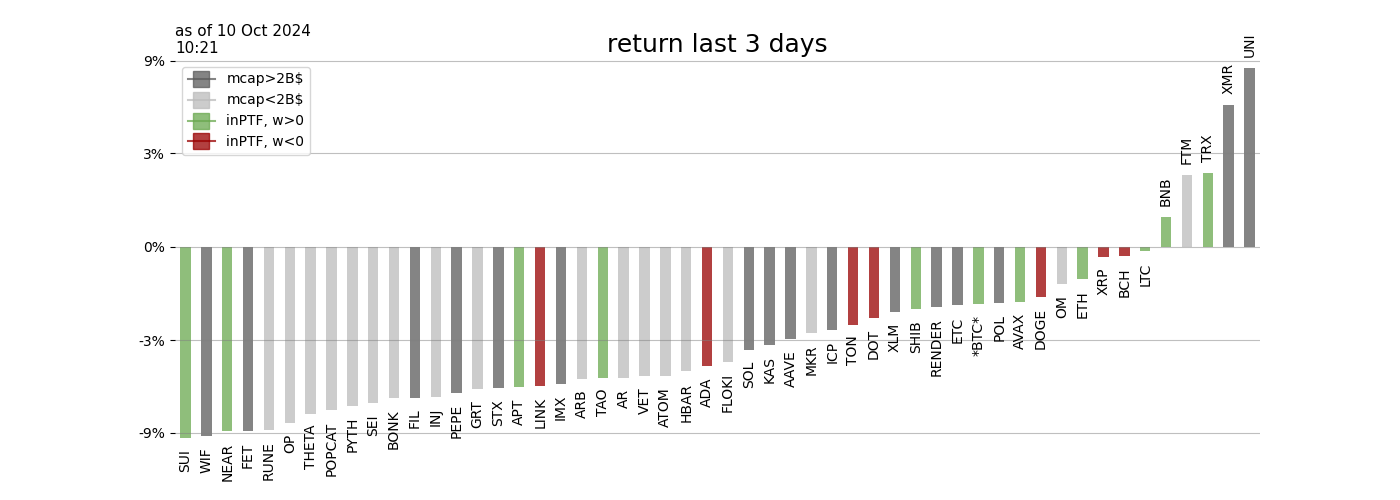 as of 10 Oct 2024
10:21
return last 3 days
9%
3%
0%
-3%
-9%
mcap>2B$
mcap<2B$
inPTF, w>0
inPTF, w<0
SUI
WIF
NEAR
FET
RUNE
OP
THETA
POPCAT
PYTH
SEI
BONK
FIL
INJ
PEPE
GRT
STX
APT
LINK
IMX
ARB
TAO
AR
VET
ATOM
HBAR
ADA
FLOKI
SOL
KAS
AAVE
MKR
ICP
TON
DOT
XLM
SHIB
RENDER
ETC
*BTC*
POL
AVAX
DOGE
OM
ETH
XRP
BCH
LTC
BNB
FTM
TRX
XMR
UNI